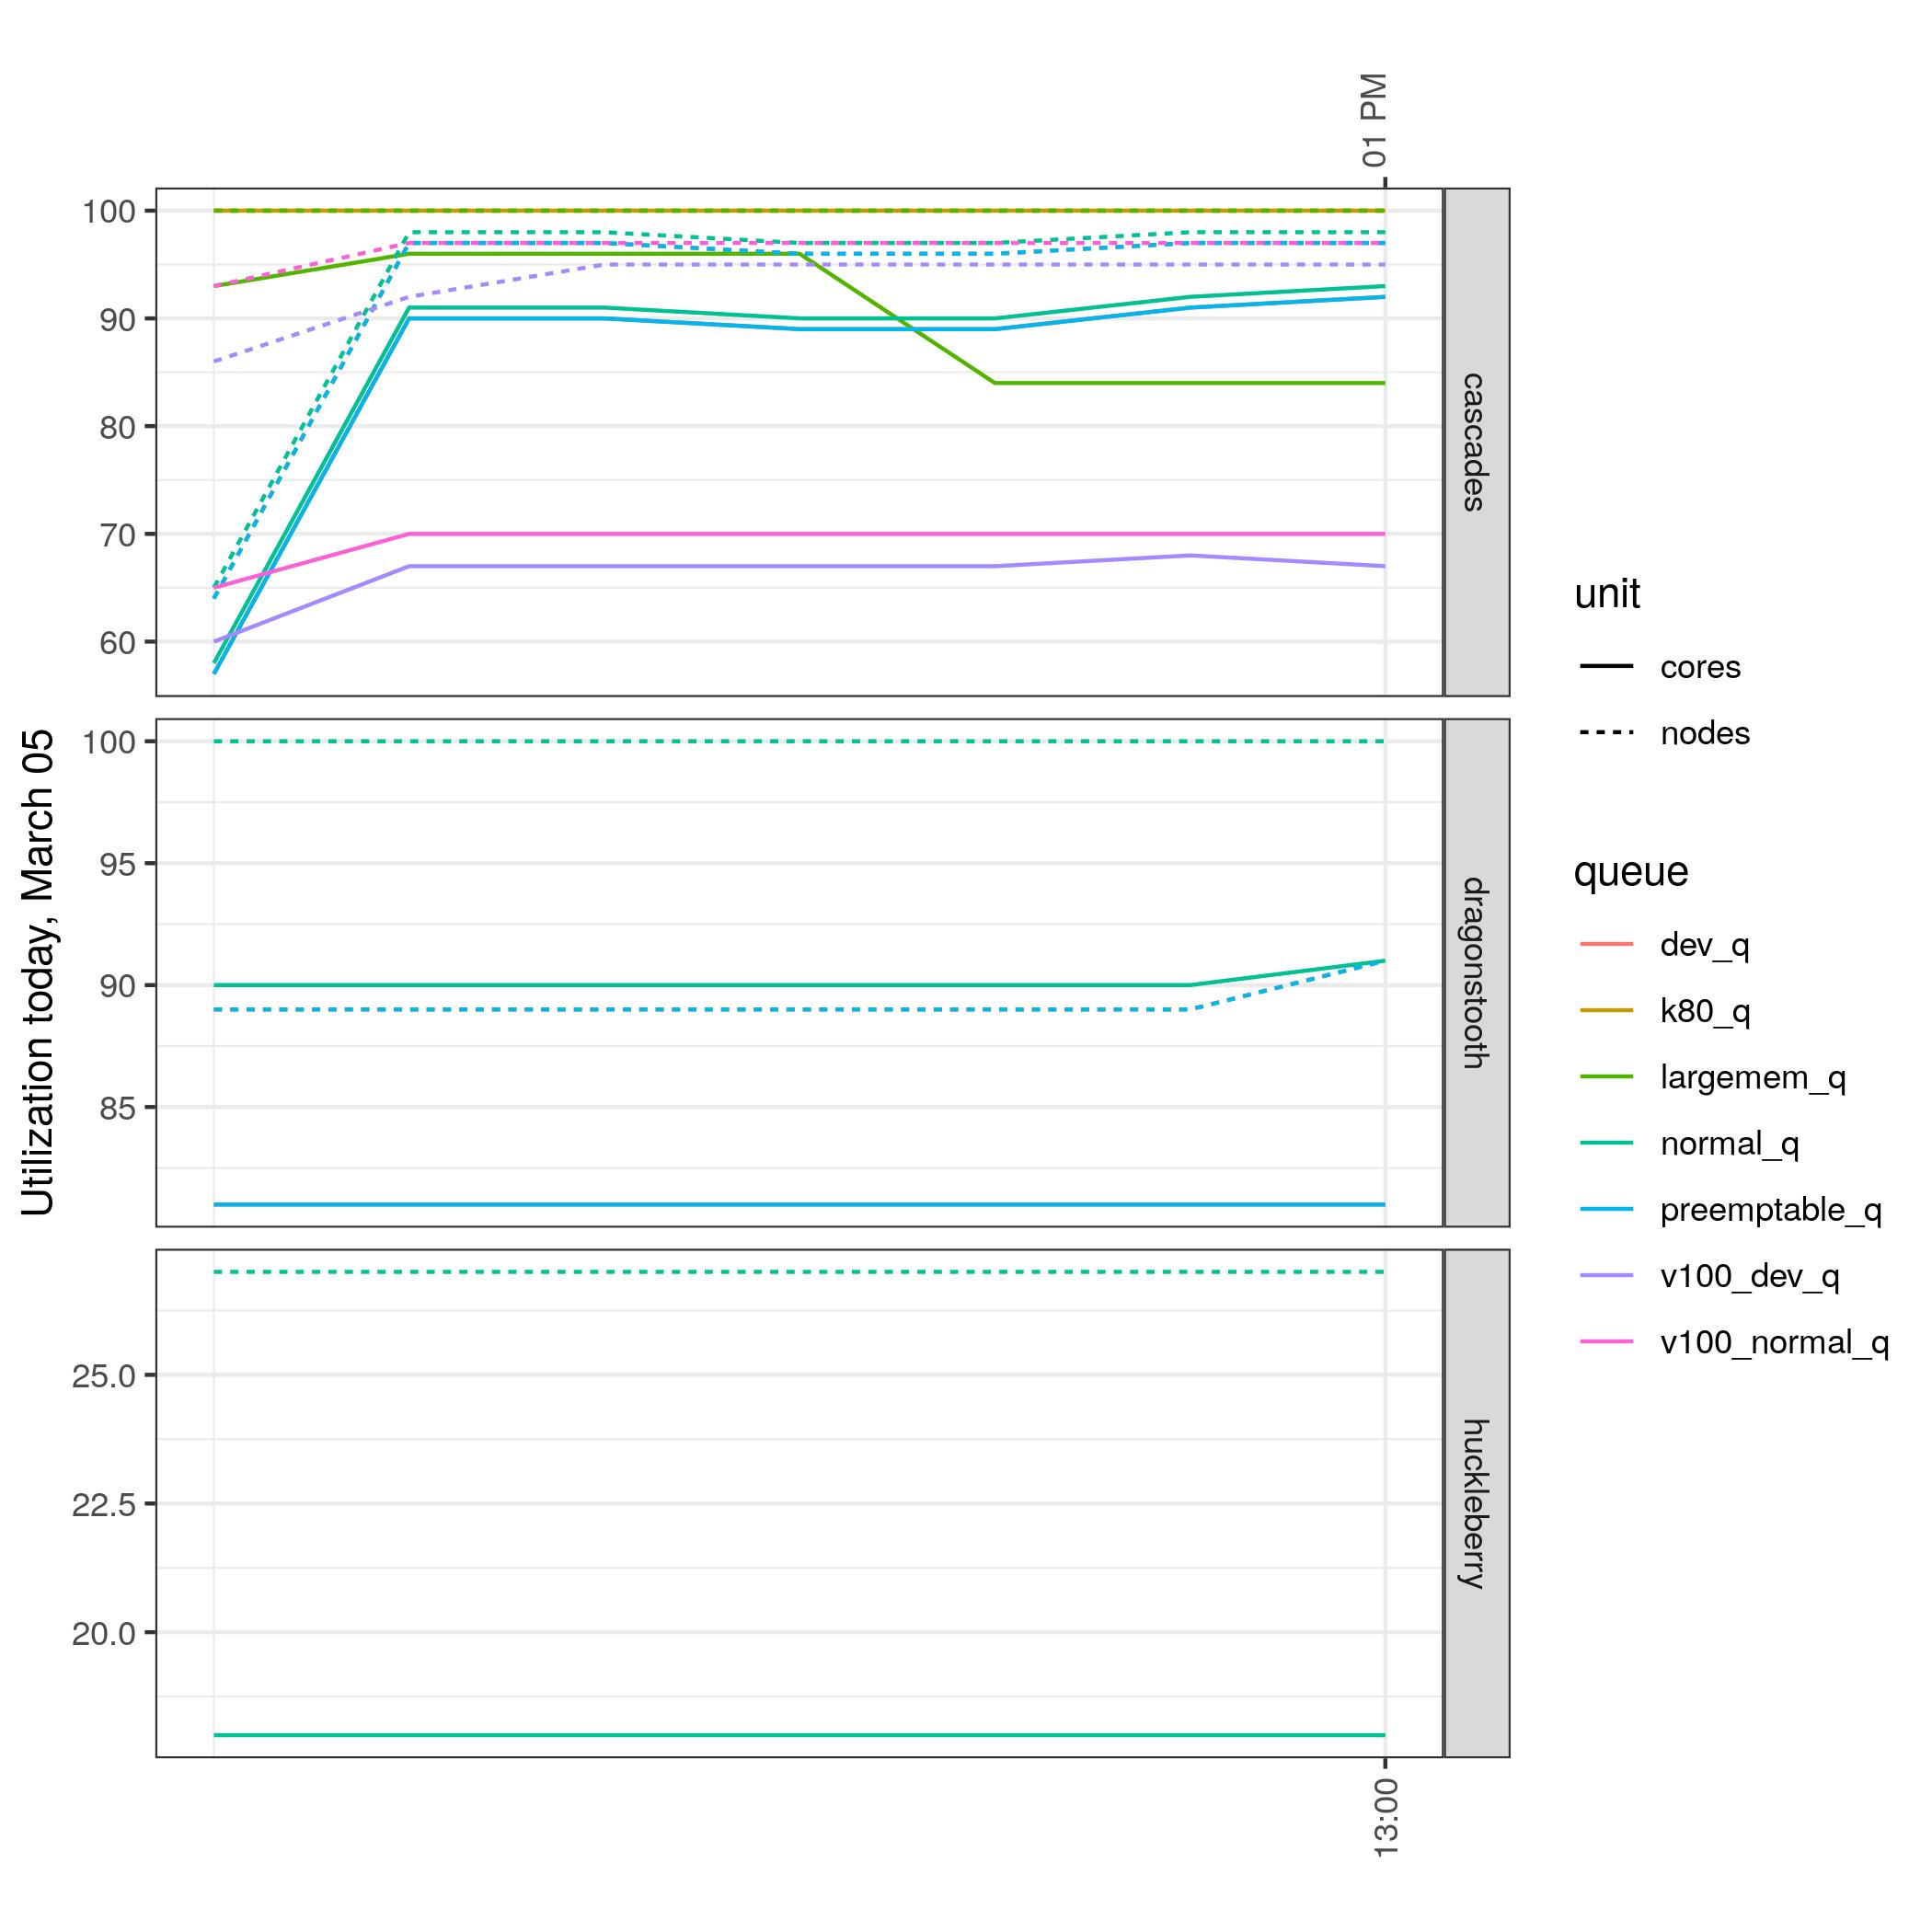 01 PM
100
90
80
70
60
cascades
Utilization today, March 05
100
95
90
85
dragonstooth
25.0
22.5
20.0
huckleberry
13:00
unit
cores
nodes
queue
dev_q
k80_q
largemem_q
normal_q
preemptable_q
v100_dev_q
v100_normal_q